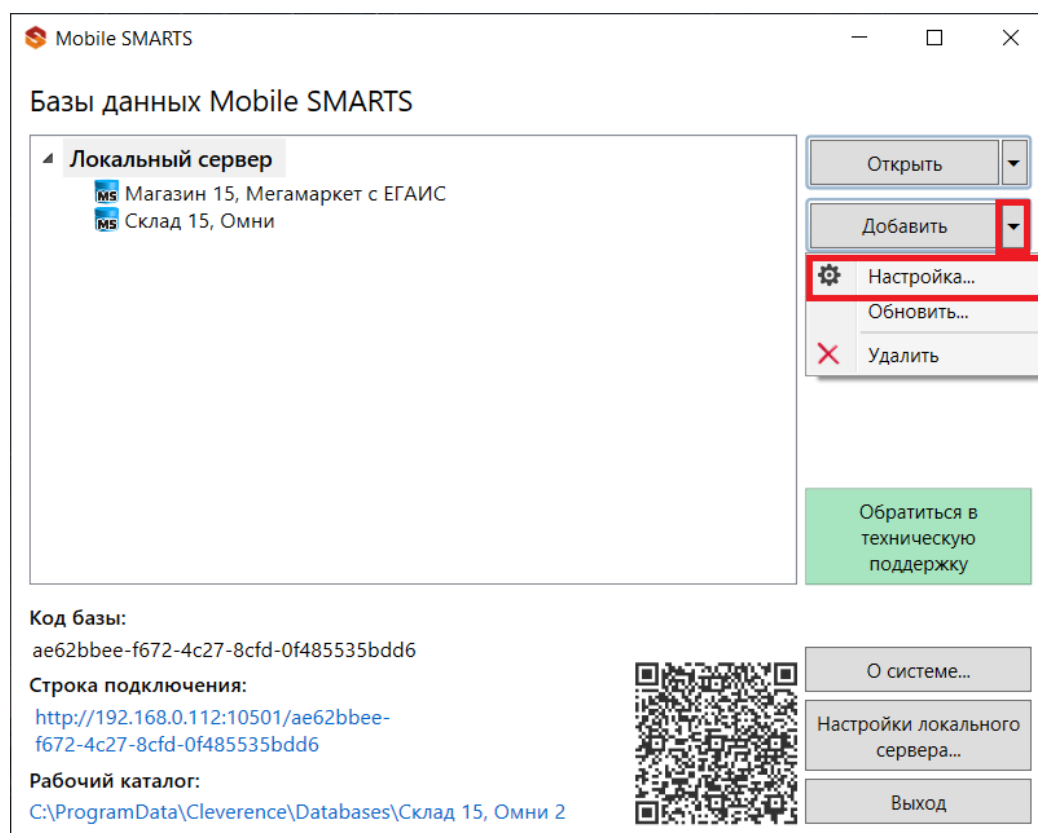 Mobile SMARTS
Базы данных Mobile SMARTS
Локальный сервер
MS Магазин 15, Мегамаркет с ЕГАИС
MS Склад 15, Омни
Открыть
Добавить
Настройка...
Обновить...
Удалить
Обратиться в
техническую
поддержку
Код базы:
ae62bbee-f672-4c27-8cfd-0f485535bdd6
Строка подключения:
http://192.168.0.112:10501/ae62bbee-
f672-4c27-8cfd-0f485535bdd6
Рабочий каталог:
C:\ProgramData\Cleverence\Databases\Склад 15, Омни 2
О системе...
Настройки локального
сервера...
Выход